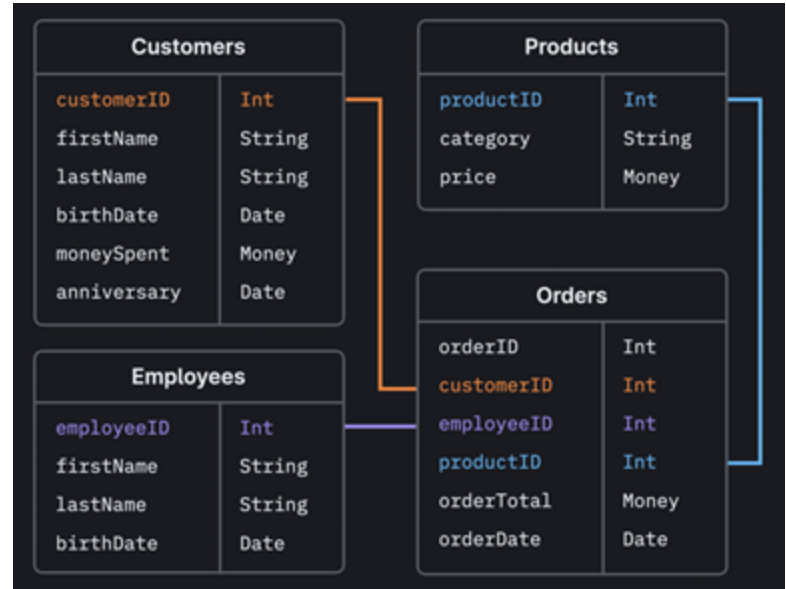 Customers
customerID Int
firstName String
lastName String
birthDate Date
moneySpent Money
anniversary Date
Employees
employeeID Int
firstName String
lastName String
birthDate Date
Products
productID Int
category String
price Money
Orders
orderID Int
customerID Int
employeeID Int
productID Int
orderTotal Money
orderDate Date